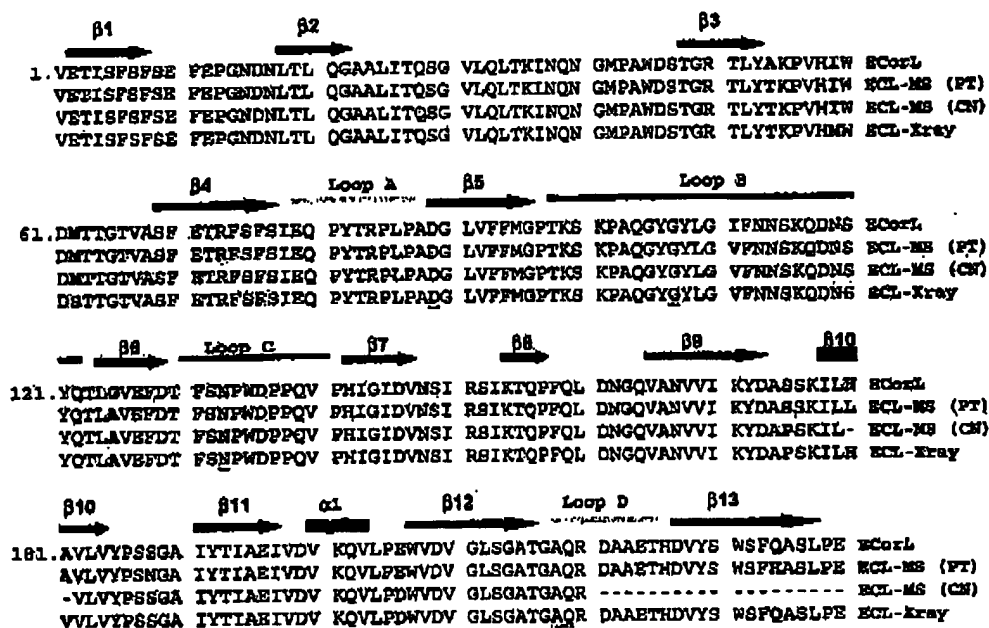 β1 β2 β3
1. VETISFSFSE FEPGNDNLTL QGAALITQSG VLQLTKINQN GMPAWDSTGR TLYAKPVHIW ECorL
VETISFSFSE FEPGNDNLTL QGAALITQSG VLQLTKINQN GMPAWDSTGR TLYTKPVHIW ECL-MS (PT)
VETISFSFSE FEPGNDNLTL QGAALITQSG VLQLTKINQN GMPAWDSTGR TLYTKPVHIW ECL-MS (CN)
VETISFSFSE FEPGNDNLTL QGAALITQSG VLQLTKINQN GMPAWDSTGR TLYTKPVHMW ECL-Xray
β4 Loop A β5 Loop B
61. DMTTGTVASF ETRFSFSIEQ PYTRPLPADG LVFFMGPTKS KPAQGYGYLG IFNNSKQDNS ECorL
DMTTGTVASF ETRFSFSIEQ PYTRPLPADG LVFFMGPTKS KPAQGYGYLG VFNNSKQDNS ECL-MS (PT)
DMTTGTVASF ETRFSFSIEQ PYTRPLPADG LVFFMGPTKS KPAQGYGYLG VFNNSKQDNS ECL-MS (CN)
DSTTGTVASF ETRFSFSIEQ PYTRPLPADG LVFFMGPTKS KPAQGYGYLG VFNNSKQDNS ECL-Xray
β6 Loop C β7 β8 β9 β10
121. YQTLGVEFDT FSNPWDPPQV PHIGIDVNSI RSIKTQPFQL DNGQVANVVI KYDASSKILH ECorL
YQTLAVEFDT FSNPWDPPQV PHIGIDVNSI RSIKTQPFQL DNGQVANVVI KYDASSKILL ECL-MS (PT)
YQTLAVEFDT FSNPWDPPQV PHIGIDVNSI RSIKTQPFQL DNGQVANVVI KYDAPSKIL- ECL-MS (CN)
YQTLAVEFDT FSNPWDPPQV PHIGIDVNSI RSIKTQPFQL DNGQVANVVI KYDAPSKILH ECL-Xray
β10 β11 α1 β12 Loop D β13
181. AVLVYPSSGA IYTIAEIVDV KQVLPEWVDV GLSGATGAQR DAAETHDVYS WSFQASLPE ECorL
AVLVYPSNGA IYTIAEIVDV KQVLPEWVDV GLSGATGAQR DAAETHDVYS WSFHASLPE ECL-MS (PT)
-VLVYPSSGA IYTIAEIVDV KQVLPDWVDV GLSGATGAQR ---------- --------- ECL-MS (CN)
VVLVYPSSGA IYTIAEIVDV KQVLPDWVDV GLSGATGAQR DAAETHDVYS WSFQASLPE ECL-Xray